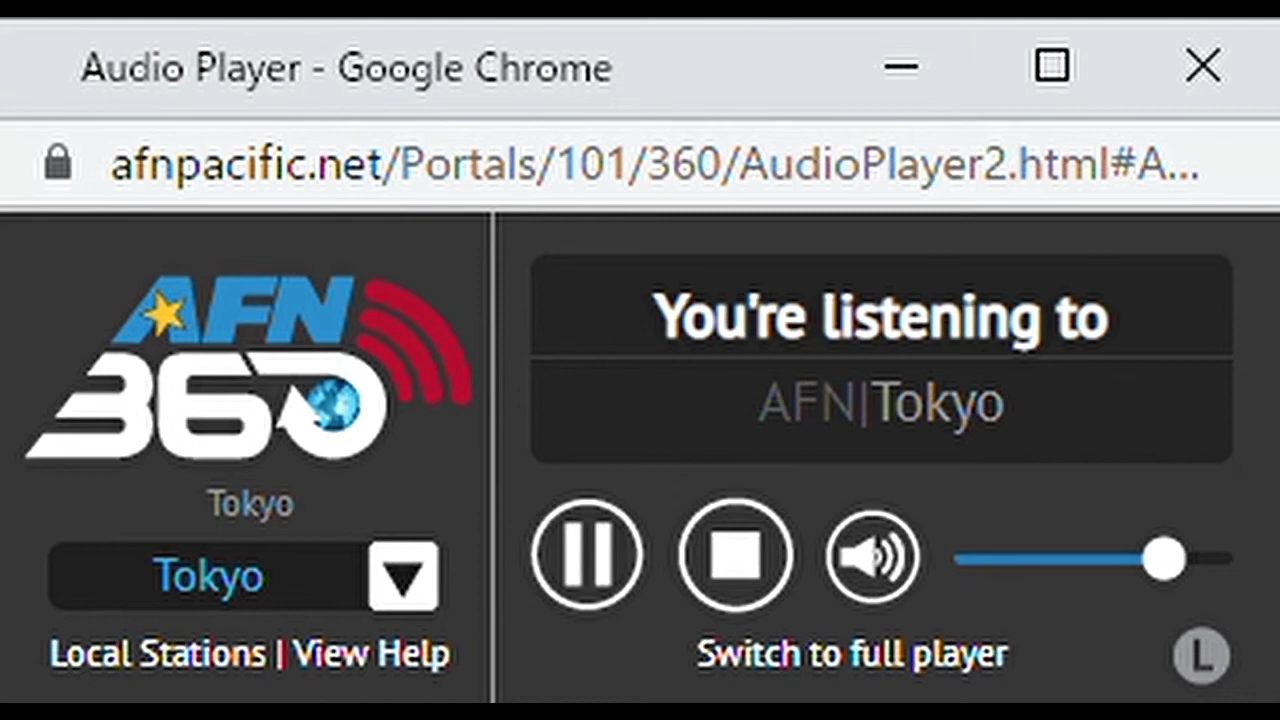 Audio Player - Google Chrome
afnpacific.net/Portals/101/360/AudioPlayer2.html#A...
AFN
360
Tokyo
Tokyo
Local Stations | View Help
You're listening to
AFN|Tokyo
Switch to full player
L